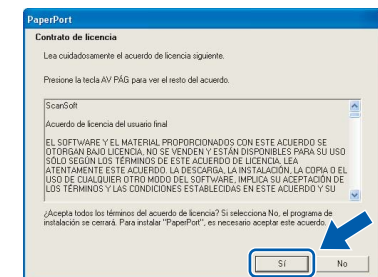 PaperPort
Contrato de licencia
Lea cuidadosamente el acuerdo de licencia siguiente.
Presione la tecla AV PÁG para ver el resto del acuerdo.
ScanSoft
Acuerdo de licencia del usuario final
EL SOFTWARE Y EL MATERIAL PROPORCIONADOS CON ESTE ACUERDO SE
OTORGAN BAJO LICENCIA, NO SE VENDEN Y ESTÁN DISPONIBLES PARA SU USO
SÓLO SEGÚN LOS TÉRMINOS DE ESTE ACUERDO DE LICENCIA. LEA
ATENTAMENTE ESTE ACUERDO. LA DESCARGA, LA INSTALACIÓN, LA COPIA O EL
USO DE CUALQUIER OTRO MODO DEL SOFTWARE, IMPLICA SU ACEPTACIÓN DE
LOS TÉRMINOS Y LAS CONDICIONES ESTABLECIDAS EN ESTE ACUERDO Y SU
¿Acepta todos los términos del acuerdo de licencia? Si selecciona No, el programa de
instalación se cerrará. Para instalar "PaperPort", es necesario aceptar este acuerdo.
Sí
No